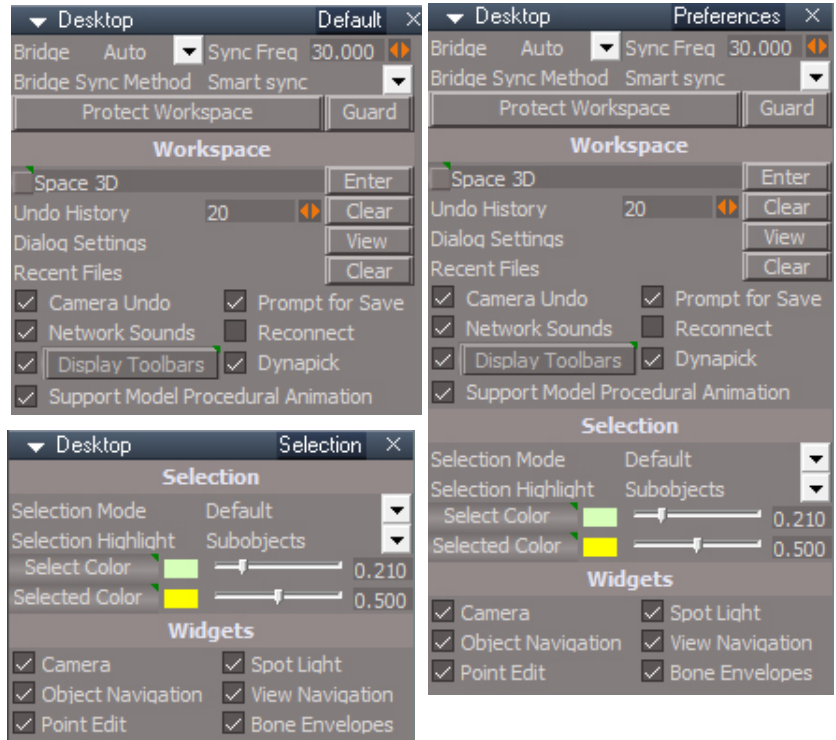 Desktop Default
Bridge Auto Sync Freq 30.000
Bridge Sync Method Smart sync
Protect Workspace Guard
Workspace
Space 3D Enter
Undo History 20 Clear
Dialog Settings View
Recent Files Clear
Camera Undo Prompt for Save
Network Sounds Reconnect
Display Toolbars Dynapick
Support Model Procedural Animation
Desktop Selection
Selection
Selection Mode Default
Selection Highlight Subobjects
Select Color 0.210
Selected Color 0.500
Widgets
Camera Spot Light
Object Navigation View Navigation
Point Edit Bone Envelopes
Desktop Preferences
Bridge Auto Sync Freq 30.000
Bridge Sync Method Smart sync
Protect Workspace Guard
Workspace
Space 3D Enter
Undo History 20 Clear
Dialog Settings View
Recent Files Clear
Camera Undo Prompt for Save
Network Sounds Reconnect
Display Toolbars Dynapick
Support Model Procedural Animation
Selection
Selection Mode Default
Selection Highlight Subobjects
Select Color 0.210
Selected Color 0.500
Widgets
Camera Spot Light
Object Navigation View Navigation
Point Edit Bone Envelopes